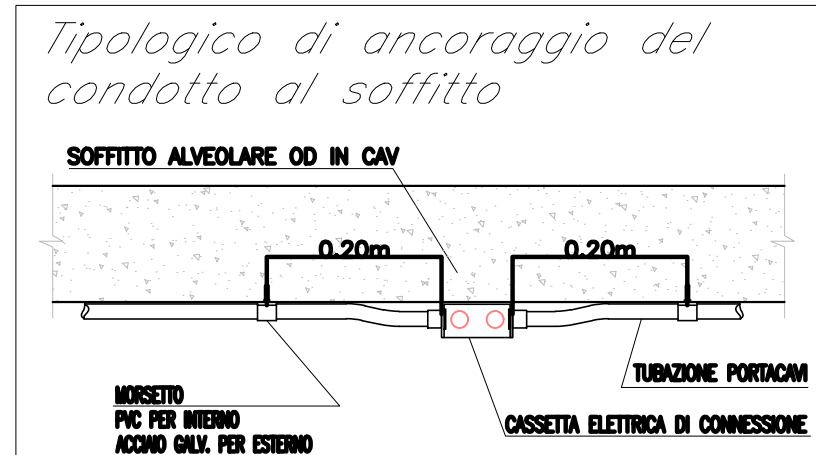 Tipologico di ancoraggio del
condotto al soffitto
SOFFITTO ALVEOLARE OD IN CAV
0.20m 0.20m
TUBAZIONE PORTACAVI
MORSETTO
PVC PER INTERNO
ACCIAIO GALV. PER ESTERNO
CASSETTA ELETTRICA DI CONNESSIONE